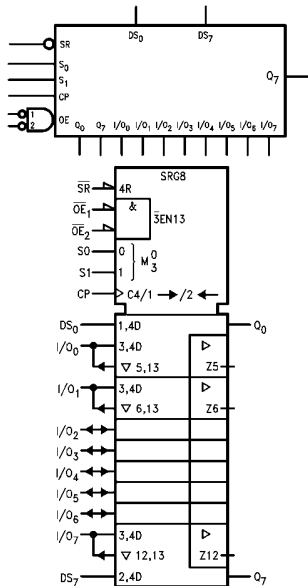 DS0 DS7
SR
S0
S1
CP
1
2
OE
Q7
Q0 Q7 I/O0 I/O1 I/O2 I/O3 I/O4 I/O5 I/O6 I/O7
SRG8
SR 4R
OE1 & 3EN13
OE2
S0 0 M 0 3
S1 1
CP C4/1 → /2 ←
DS0 1,4D Q0
I/O0 3,4D ▷
▽ 5,13 Z5
I/O1 3,4D ▷
▽ 6,13 Z6
I/O2
I/O3
I/O4
I/O5
I/O6
I/O7 3,4D ▷
▽ 12,13 Z12
DS7 2,4D Q7